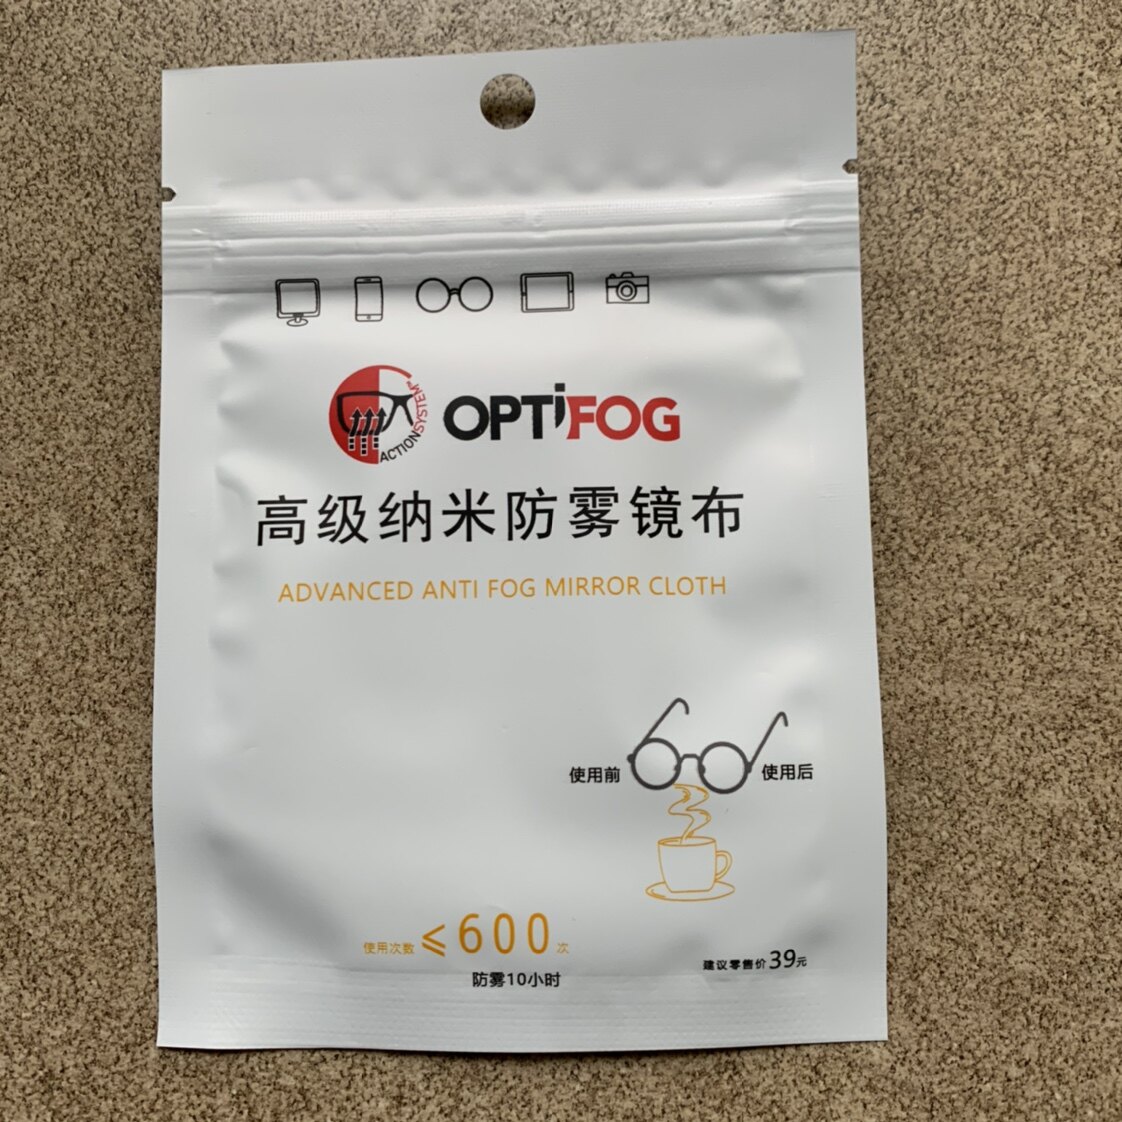 ACTIONSYSTEM
OPTiFOG
高级纳米防雾镜布
ADVANCED ANTI FOG MIRROR CLOTH
使用前
使用后
使用次数 ≤600次
防雾10小时
建议零售价39元